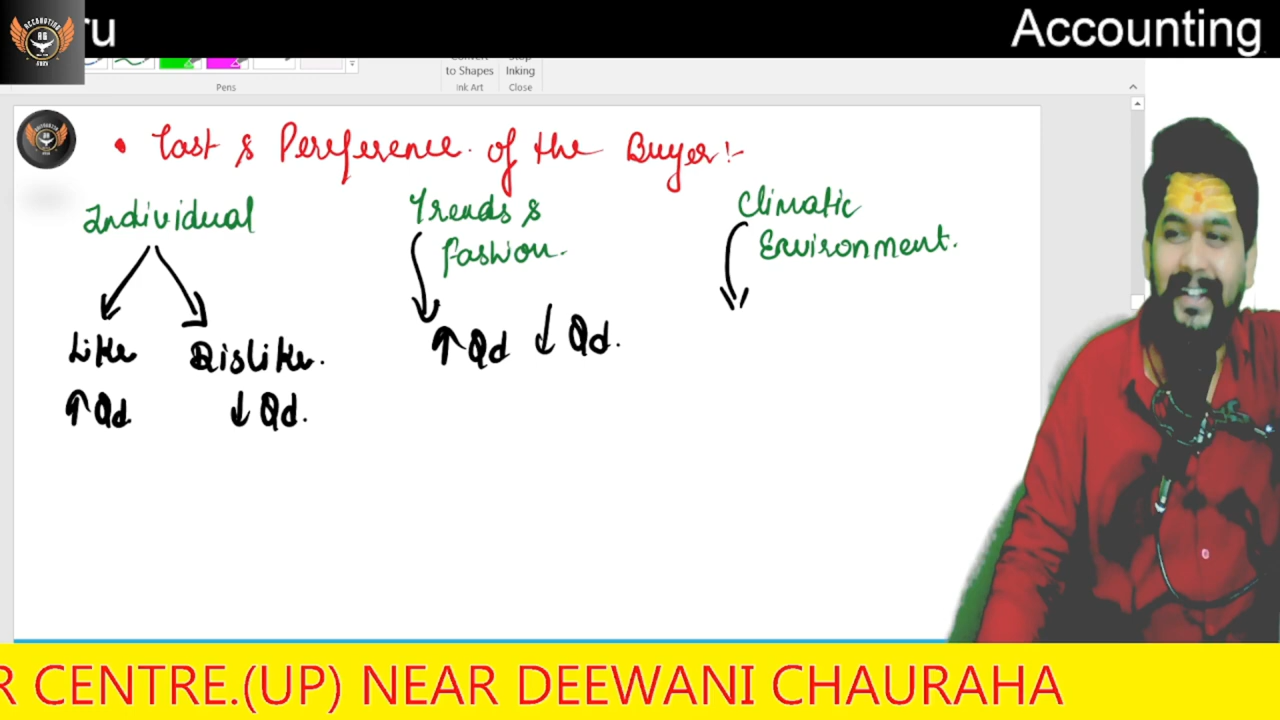 ru
Accounting
Convert
to Shapes
Stop
Inking
Pens
Ink Art
Close
• Tast & Pereference of the Buyer:-
Individual
Trends &
fashion.
Climatic
Environment.
Like
Dislike.
↑Qd
↓ Qd.
↑Qd ↓ Qd.
R CENTRE.(UP) NEAR DEEWANI CHAURAHA